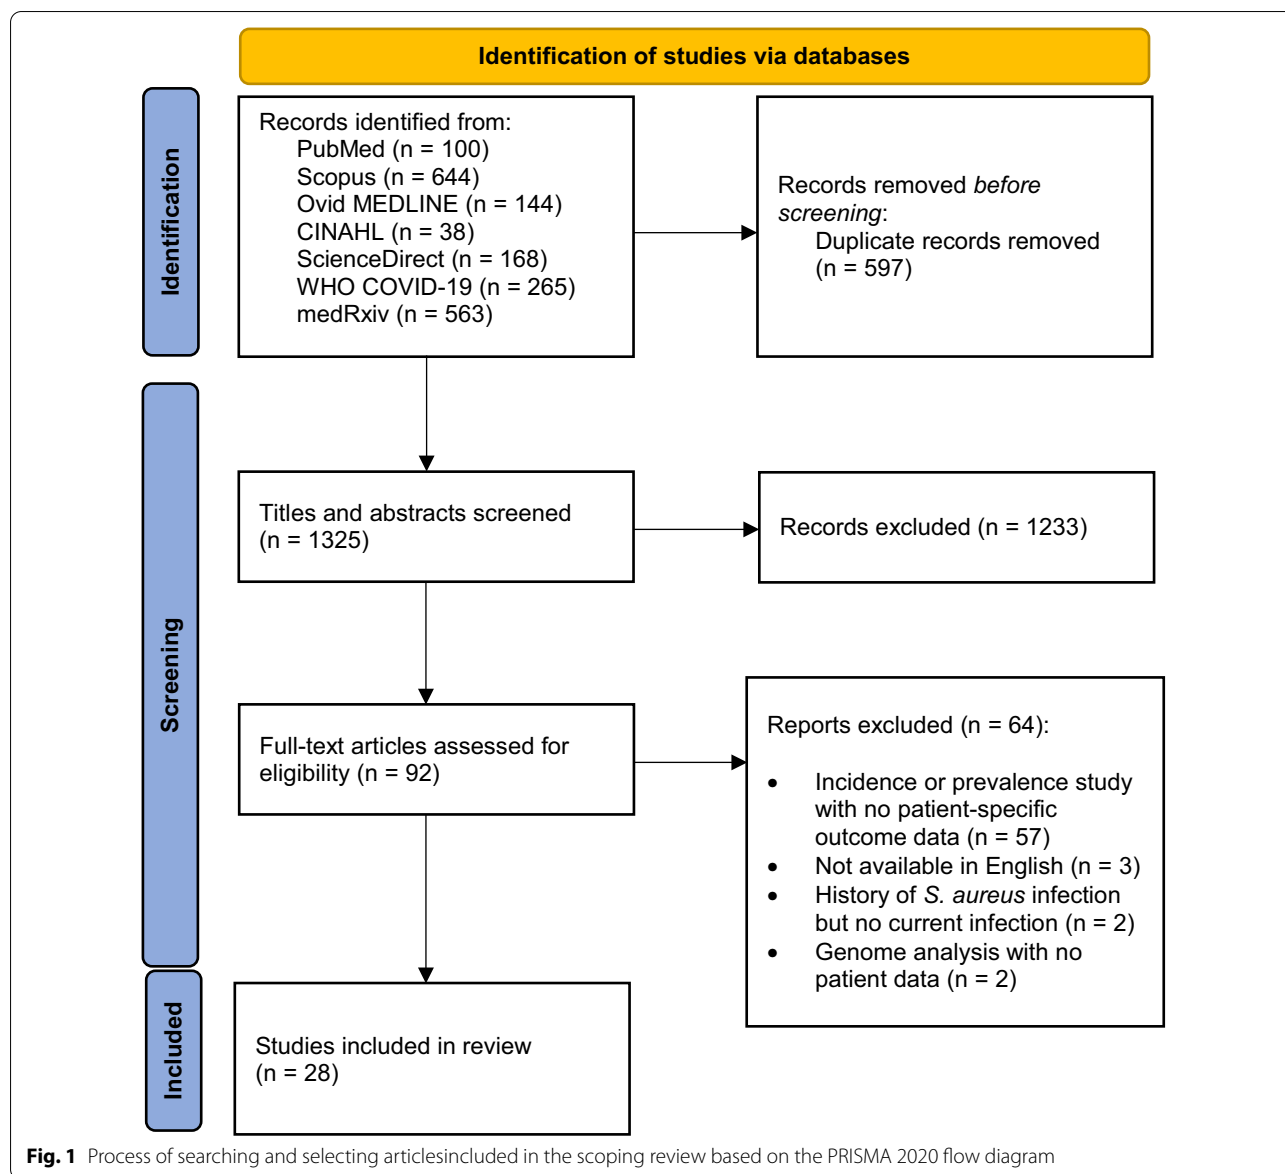 Identification of studies via databases
Identification
Records identified from:
PubMed (n = 100)
Scopus (n = 644)
Ovid MEDLINE (n = 144)
CINAHL (n = 38)
ScienceDirect (n = 168)
WHO COVID-19 (n = 265)
medRxiv (n = 563)
Records removed before
screening:
Duplicate records removed
(n = 597)
Screening
Titles and abstracts screened
(n = 1325)
Records excluded (n = 1233)
Full-text articles assessed for
eligibility (n = 92)
Reports excluded (n = 64):
• Incidence or prevalence study
with no patient-specific
outcome data (n = 57)
• Not available in English (n = 3)
• History of S. aureus infection
but no current infection (n = 2)
• Genome analysis with no
patient data (n = 2)
Included
Studies included in review
(n = 28)
Fig. 1 Process of searching and selecting articlesincluded in the scoping review based on the PRISMA 2020 flow diagram